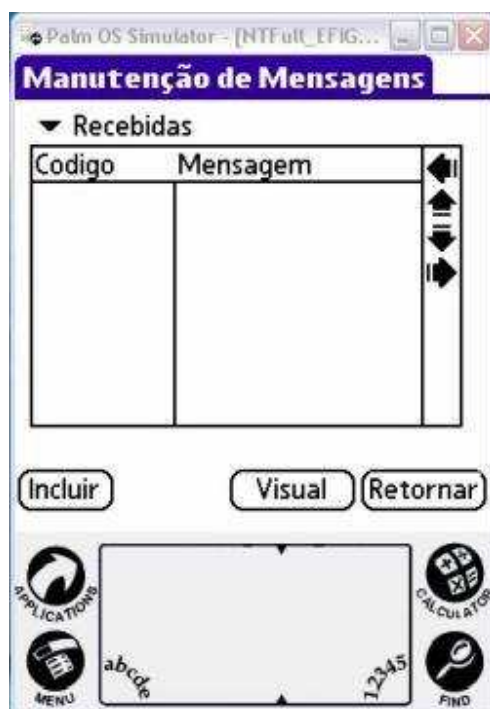 Palm OS Simulator - [NTFull_EFIG...
Manutenção de Mensagens
Recebidas
Codigo Mensagem
Incluir Visual Retornar
APPLICATIONS CALCULATOR
abcde 12345
MENU FIND